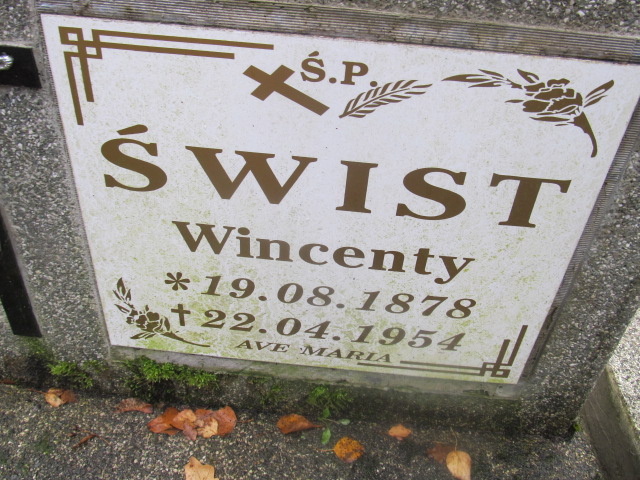 Ś.P.
ŚWIST
Wincenty
* 19.08.1878
† 22.04.1954
AVE MARIA